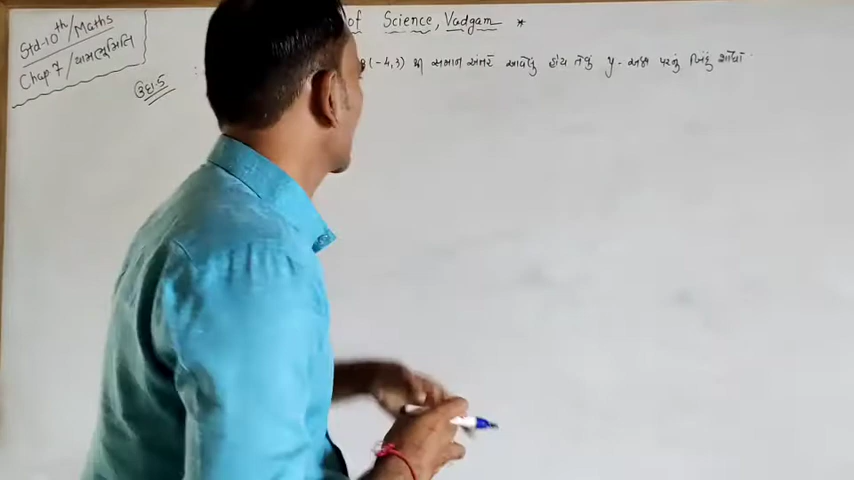 Std-10th/Maths
Chap 7/યામભૂમિતિ
of Science, Vadgam *
ઉદા.5
B(-4,3) થી સમાન અંતરે આવેલું હોય તેવું y-અક્ષ પરનું બિંદુ શોધો.